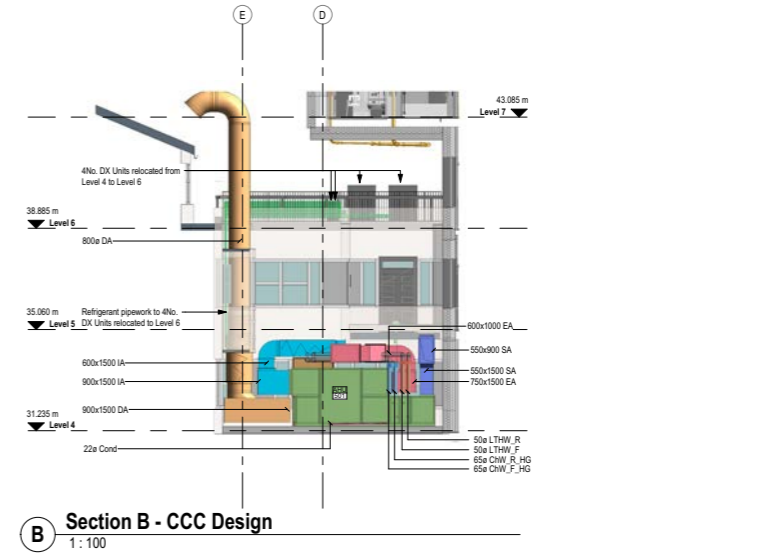 E
D
43.085 m
Level 7
4No. DX Units relocated from
Level 4 to Level 6
38.885 m
Level 6
800ø DA
35.060 m
Level 5
Refrigerant pipework to 4No.
DX Units relocated to Level 6
600x1000 EA
550x900 SA
600x1500 IA
550x1500 SA
900x1500 IA
750x1500 EA
900x1500 DA
31.235 m
Level 4
22ø Cond
50ø LTHW_R
50ø LTHW_F
65ø ChW_R_HG
65ø ChW_F_HG
B
Section B - CCC Design
1 : 100